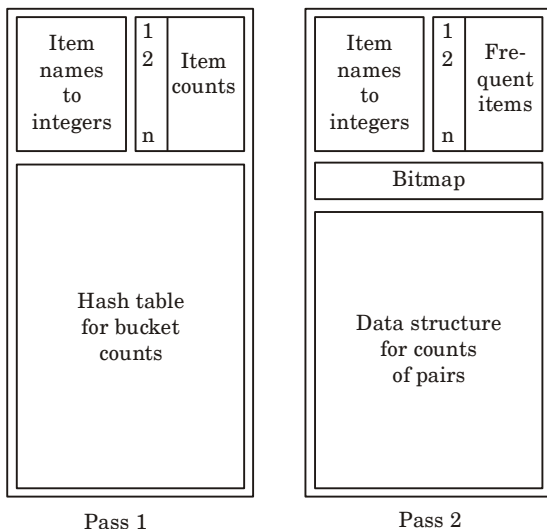 Item
names
to
integers
1
2
n
Item
counts
Hash table
for bucket
counts
Pass 1
Item
names
to
integers
1
2
n
Fre-
quent
items
Bitmap
Data structure
for counts
of pairs
Pass 2